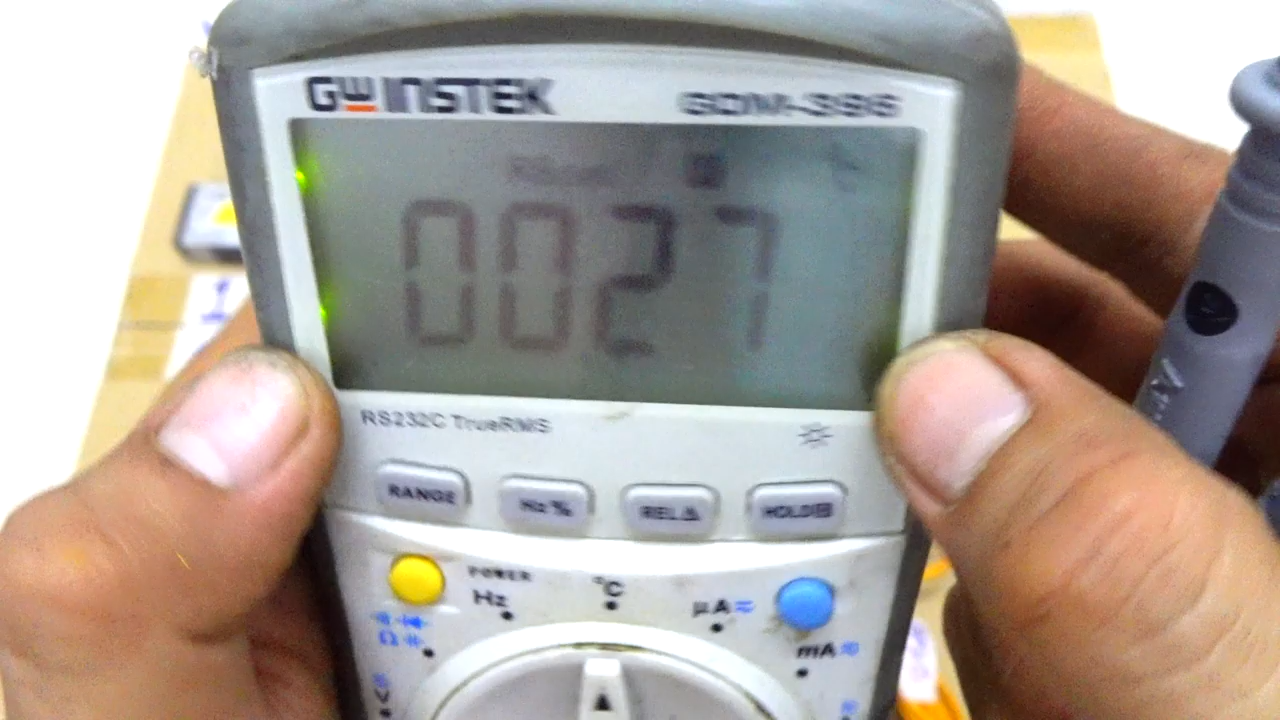 GW INSTEK GDM-396
0027
RS232C TrueRMS
RANGE Hz% REL△ HOLD
POWER
Hz °C μA mA
Ω
V